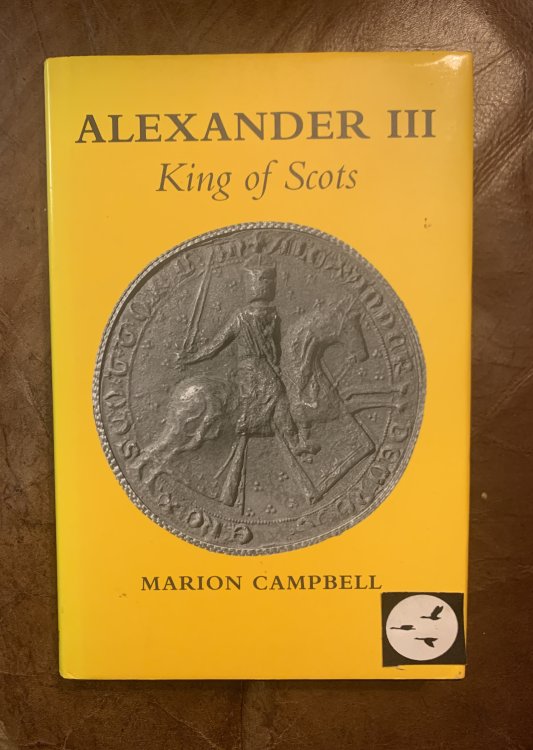 ALEXANDER III
King of Scots
MARION CAMPBELL